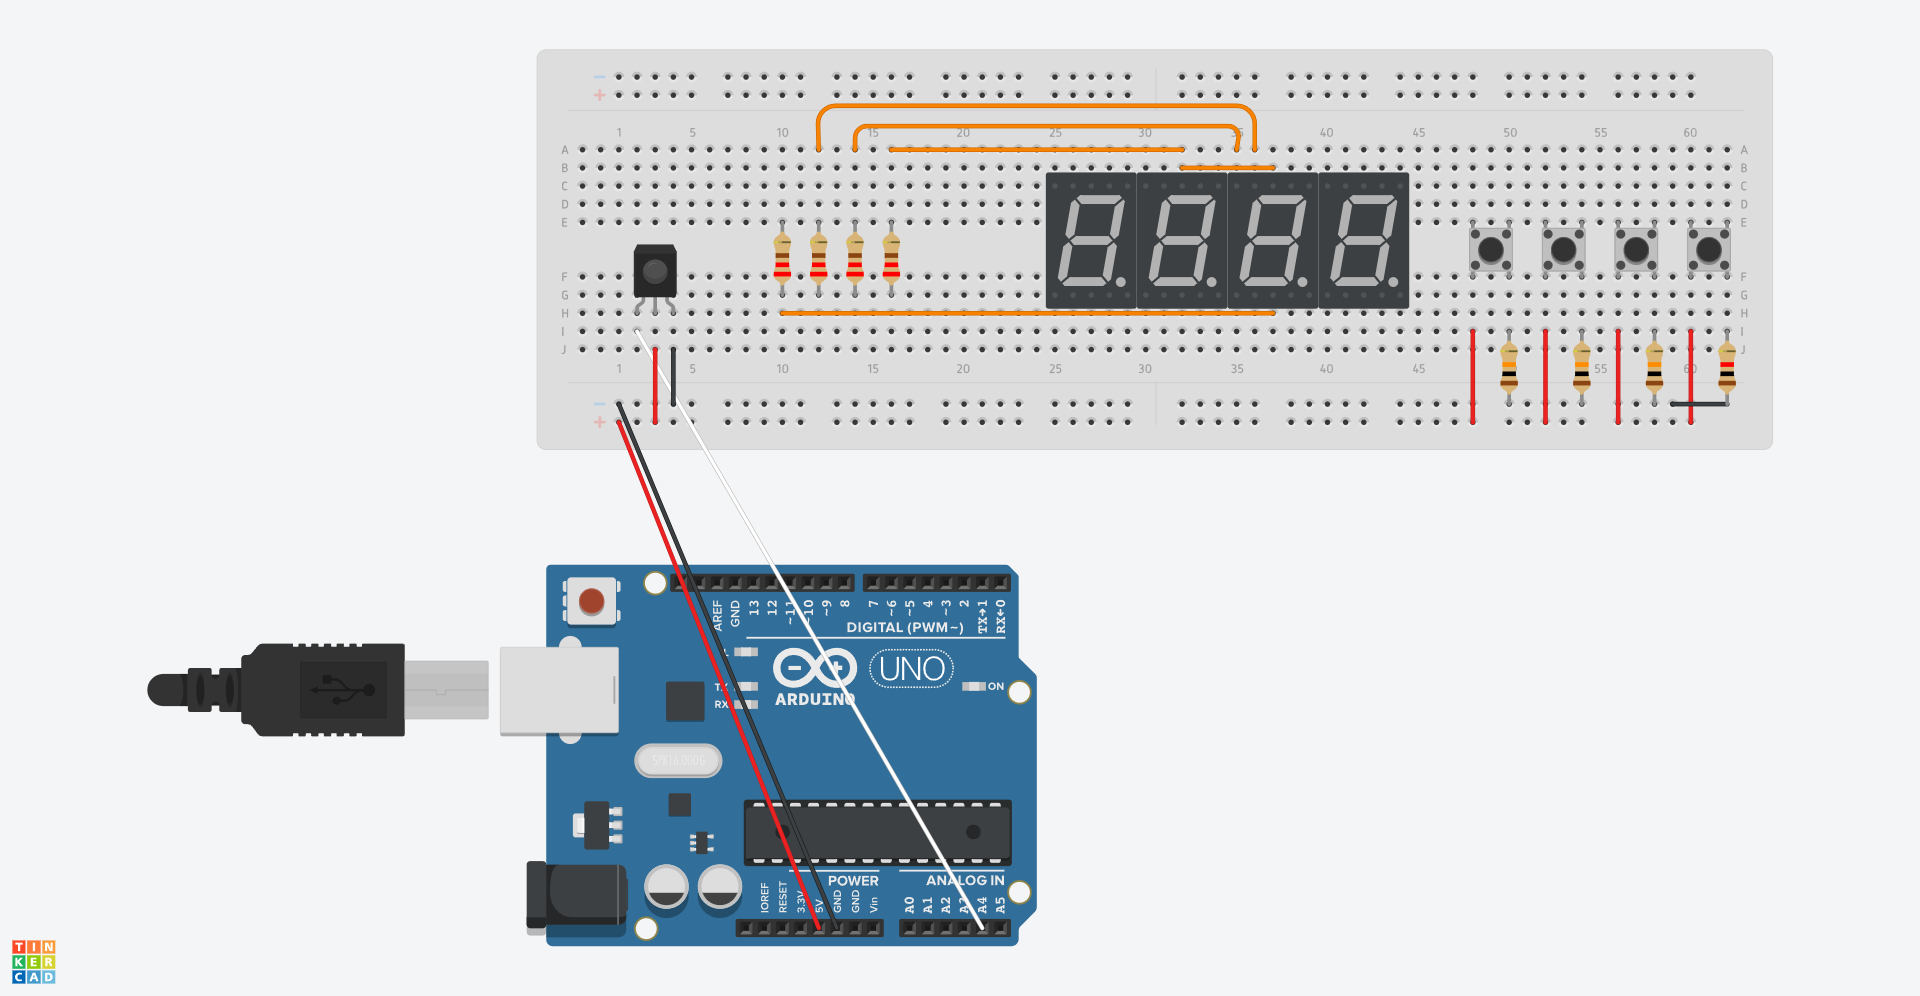 − −
+ +
1 5 10 15 20 25 30 35 40 45 50 55 60
A A
B B
C C
D D
E E
F F
G G
H H
I I
J J
1 5 10 15 20 25 30 35 40 45 55 60
−
+
AREF GND 13 12 ~11 ~10 ~9 8 7 ~6 ~5 4 ~3 2 TX→1 RX←0
DIGITAL (PWM~)
L
TX
RX
ARDUINO
UNO
ON
POWER ANALOG IN
IOREF RESET 3.3V 5V GND GND Vin A0 A1 A2 A3 A4 A5
TIN
KER
CAD